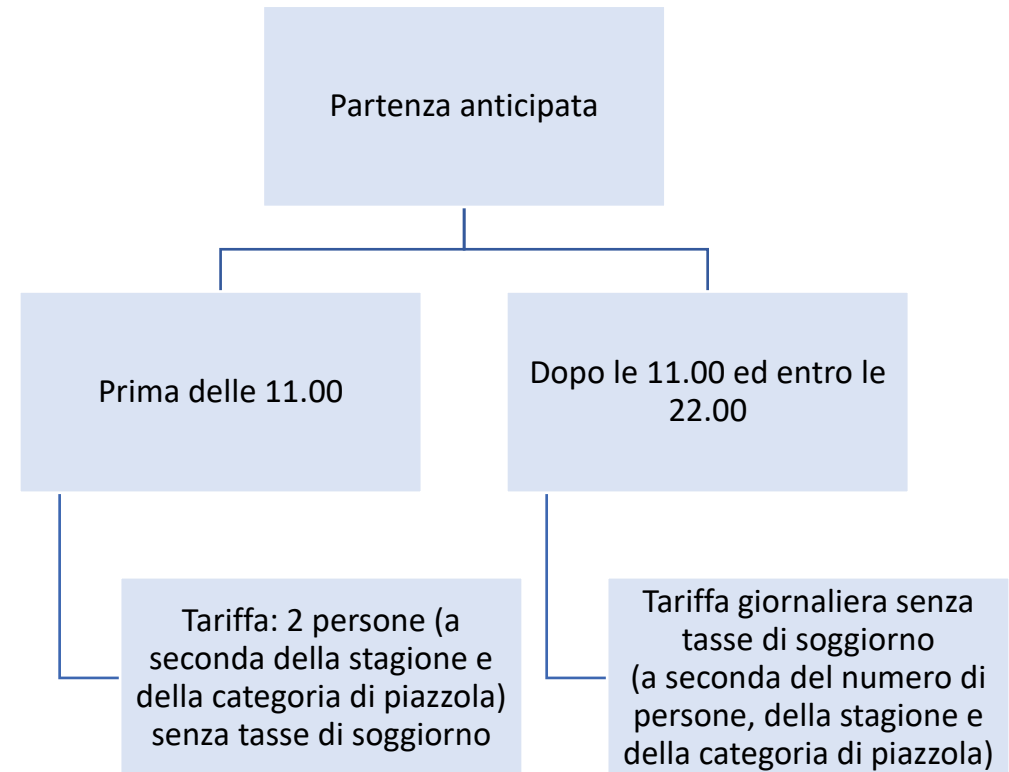 Partenza anticipata
Prima delle 11.00
Dopo le 11.00 ed entro le
22.00
Tariffa: 2 persone (a
seconda della stagione e
della categoria di piazzola)
senza tasse di soggiorno
Tariffa giornaliera senza
tasse di soggiorno
(a seconda del numero di
persone, della stagione e
della categoria di piazzola)